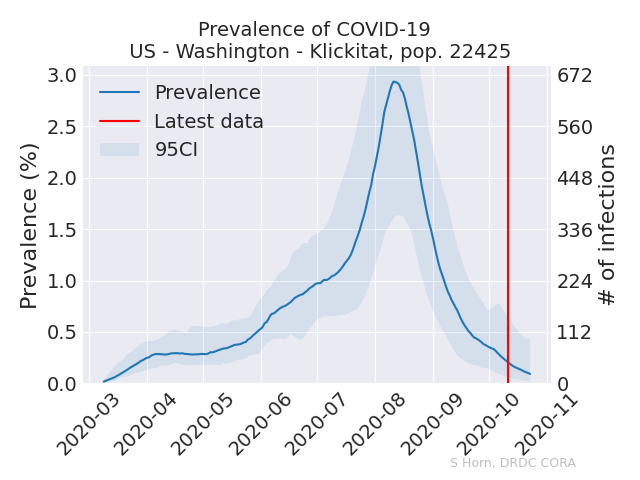 Prevalence of COVID-19
US - Washington - Klickitat, pop. 22425
Prevalence
Latest data
95CI
Prevalence (%)
3.0
2.5
2.0
1.5
1.0
0.5
0.0
672
560
448
336
224
112
0
# of infections
2020-03
2020-04
2020-05
2020-06
2020-07
2020-08
2020-09
2020-10
2020-11
S Horn, DRDC CORA